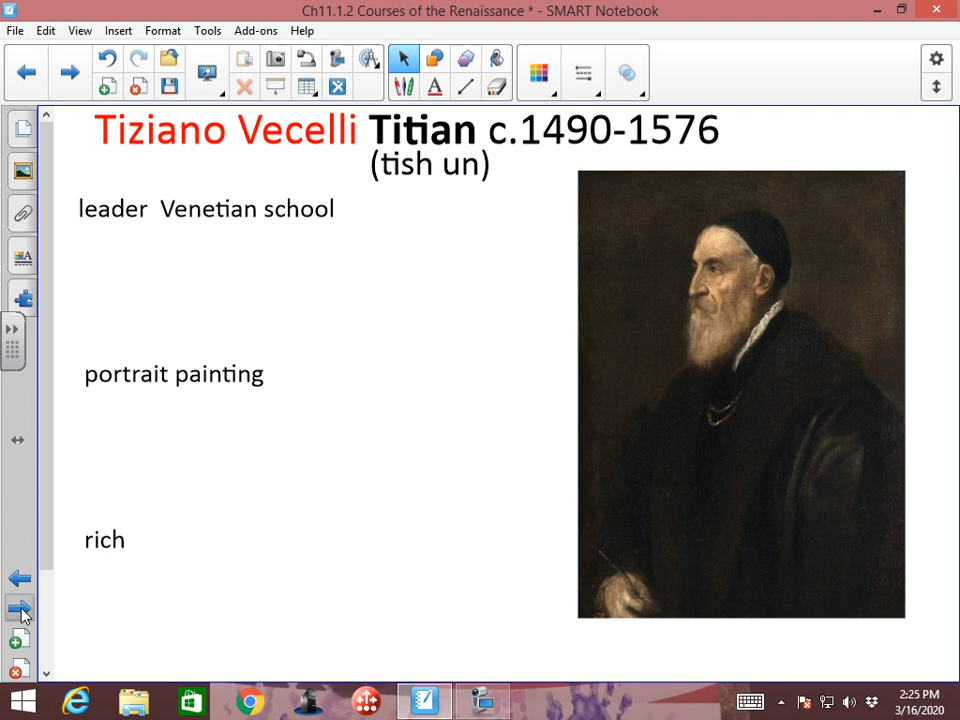 Ch11.1.2 Courses of the Renaissance * - SMART Notebook
File Edit View Insert Format Tools Add-ons Help
Tiziano Vecelli Titian c.1490-1576
(tish un)
leader Venetian school
portrait painting
rich
2:25 PM
3/16/2020